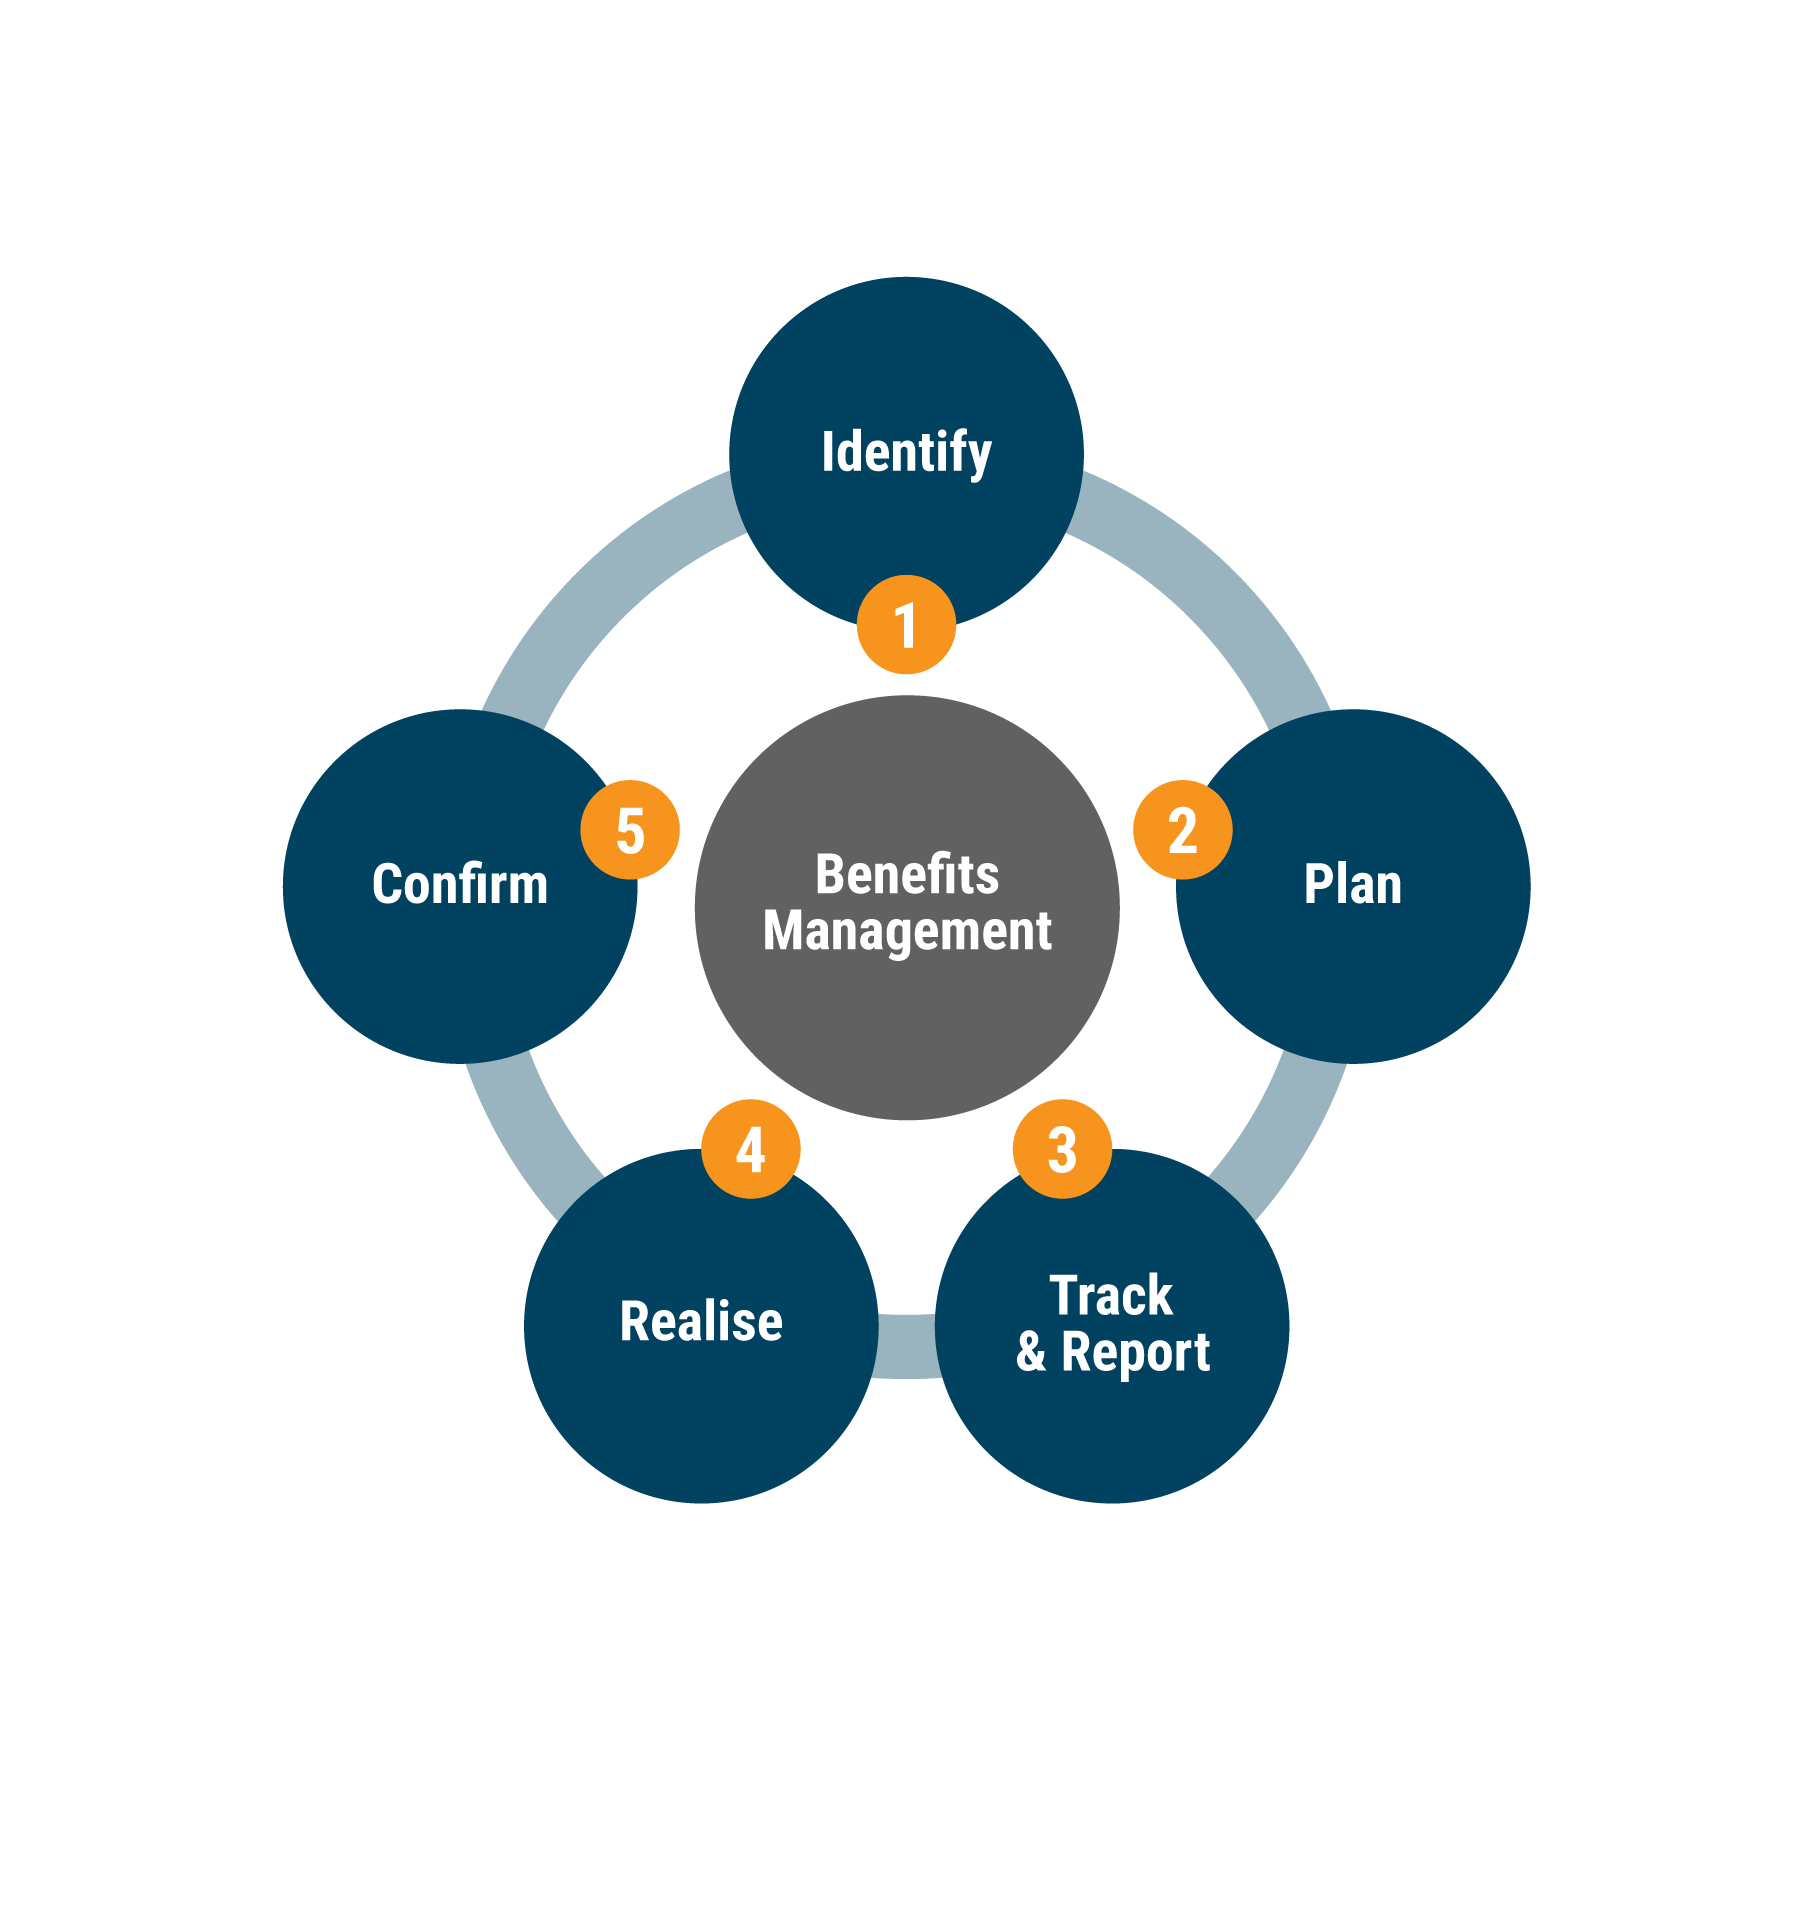 Identify
1
Plan
2
Track
& Report
3
Realise
4
Confirm
5
Benefits
Management